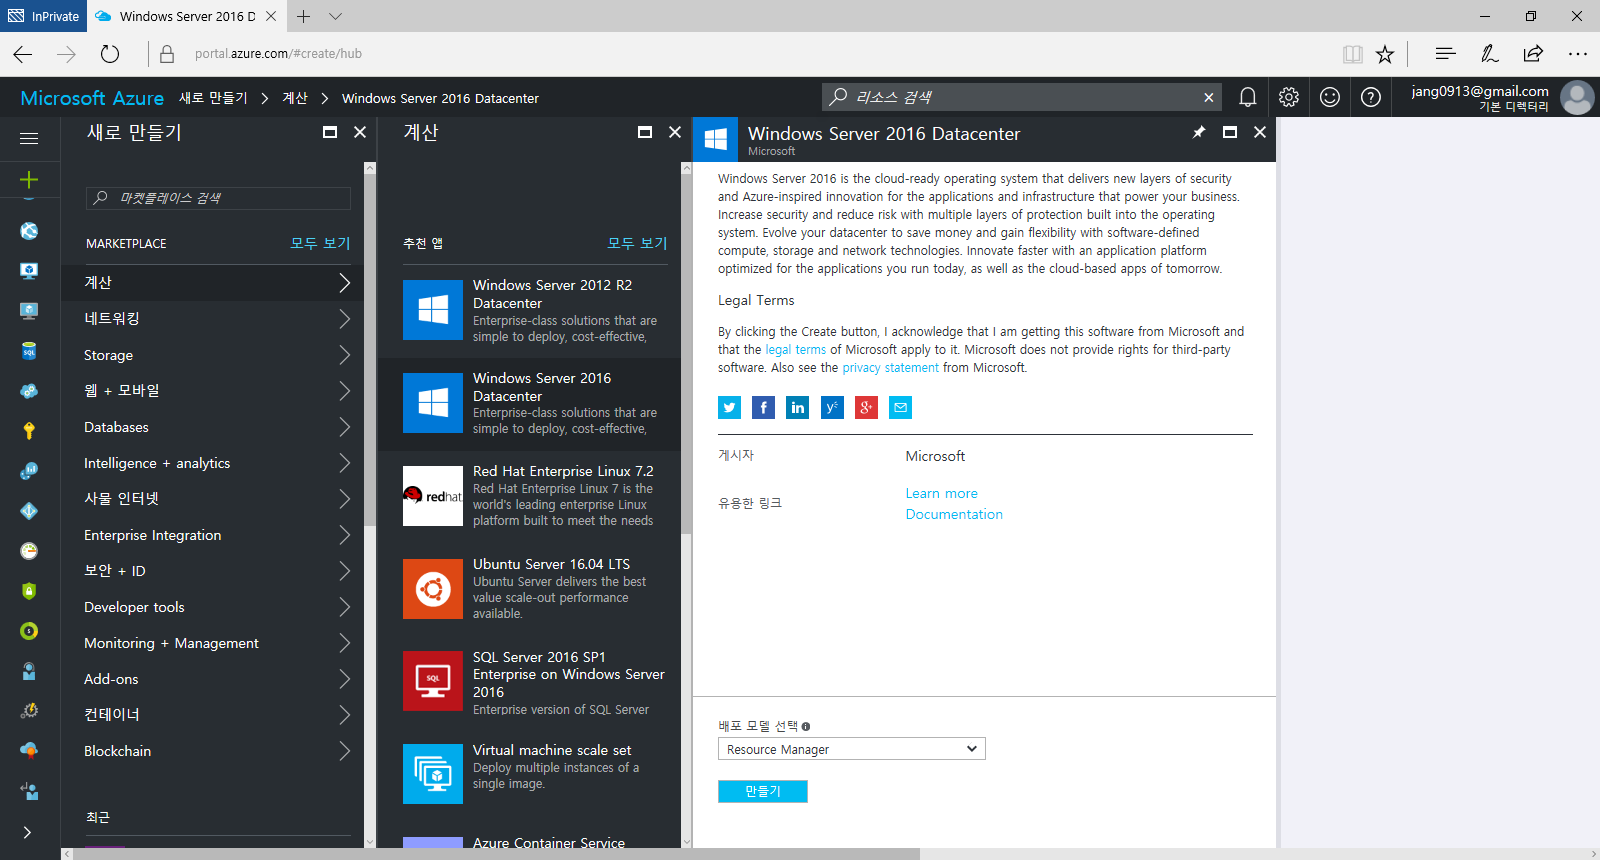 InPrivate
Windows Server 2016 D
portal.azure.com/#create/hub
Microsoft Azure 새로 만들기 > 계산 > Windows Server 2016 Datacenter
리소스 검색
jang0913@gmail.com
기본 디렉터리
새로 만들기
마켓플레이스 검색
MARKETPLACE 모두 보기
계산
네트워킹
Storage
웹 + 모바일
Databases
Intelligence + analytics
사물 인터넷
Enterprise Integration
보안 + ID
Developer tools
Monitoring + Management
Add-ons
컨테이너
Blockchain
최근
계산
추천 앱 모두 보기
Windows Server 2012 R2
Datacenter
Enterprise-class solutions that are
simple to deploy, cost-effective,
Windows Server 2016
Datacenter
Enterprise-class solutions that are
simple to deploy, cost-effective,
redhat.
Red Hat Enterprise Linux 7.2
Red Hat Enterprise Linux 7 is the
world's leading enterprise Linux
platform built to meet the needs
Ubuntu Server 16.04 LTS
Ubuntu Server delivers the best
value scale-out performance
available.
SQL
SQL Server 2016 SP1
Enterprise on Windows Server
2016
Enterprise version of SQL Server
Virtual machine scale set
Deploy multiple instances of a
single image.
Azure Container Service
Windows Server 2016 Datacenter
Microsoft
Windows Server 2016 is the cloud-ready operating system that delivers new layers of security
and Azure-inspired innovation for the applications and infrastructure that power your business.
Increase security and reduce risk with multiple layers of protection built into the operating
system. Evolve your datacenter to save money and gain flexibility with software-defined
compute, storage and network technologies. Innovate faster with an application platform
optimized for the applications you run today, as well as the cloud-based apps of tomorrow.
Legal Terms
By clicking the Create button, I acknowledge that I am getting this software from Microsoft and
that the legal terms of Microsoft apply to it. Microsoft does not provide rights for third-party
software. Also see the privacy statement from Microsoft.
게시자 Microsoft
유용한 링크
Learn more
Documentation
배포 모델 선택
Resource Manager
만들기